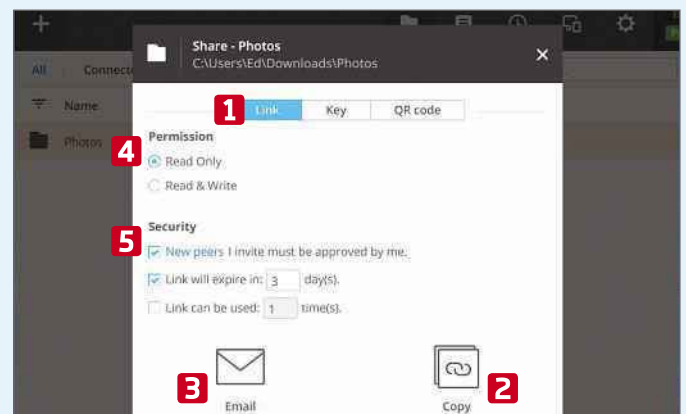 Share - Photos
C:\Users\Ed\Downloads\Photos
All Connect
Name
1 Link Key QR code
Photos
Permission
4
Read Only
Read & Write
Security
5
New peers I invite must be approved by me.
Link will expire in: 3 day(s).
Link can be used: 1 time(s).
3 2
Email Copy